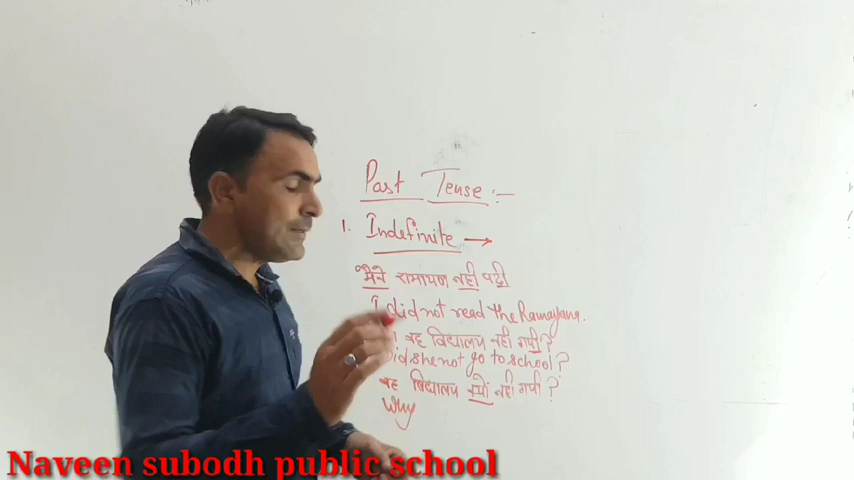 Past Tense :-
1. Indefinite →
मैने रामायण नही पढ़ी
I did not read the Ramayana.
वह विद्यालय नही गयी ?
did she not go to school ?
वह विद्यालय क्यों नही गयी ?
Why
Naveen subodh public school